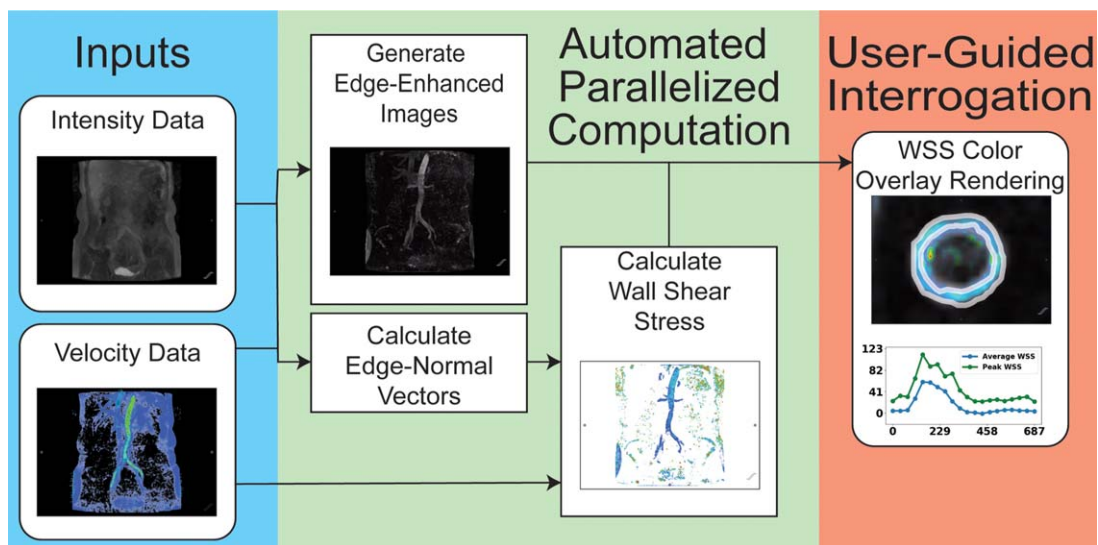 Inputs
Intensity Data
Velocity Data
Generate
Edge-Enhanced
Images
Automated
Parallelized
Computation
Calculate
Edge-Normal
Vectors
Calculate
Wall Shear
Stress
User-Guided
Interrogation
WSS Color
Overlay Rendering
123
82
41
0
Average WSS
Peak WSS
0 229 458 687